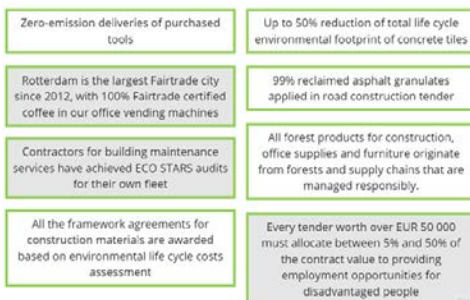 Zero-emission deliveries of purchased
tools
Rotterdam is the largest Fairtrade city
since 2012, with 100% Fairtrade certified
coffee in our office vending machines
Contractors for building maintenance
services have achieved ECO STARS audits
for their own fleet
All the framework agreements for
construction materials are awarded
based on environmental life cycle costs
assessment
Up to 50% reduction of total life cycle
environmental footprint of concrete tiles
99% reclaimed asphalt granulates
applied in road construction tender
All forest products for construction,
office supplies and furniture originate
from forests and supply chains that are
managed responsibly.
Every tender worth over EUR 50 000
must allocate between 5% and 50% of
the contract value to providing
employment opportunities for
disadvantaged people